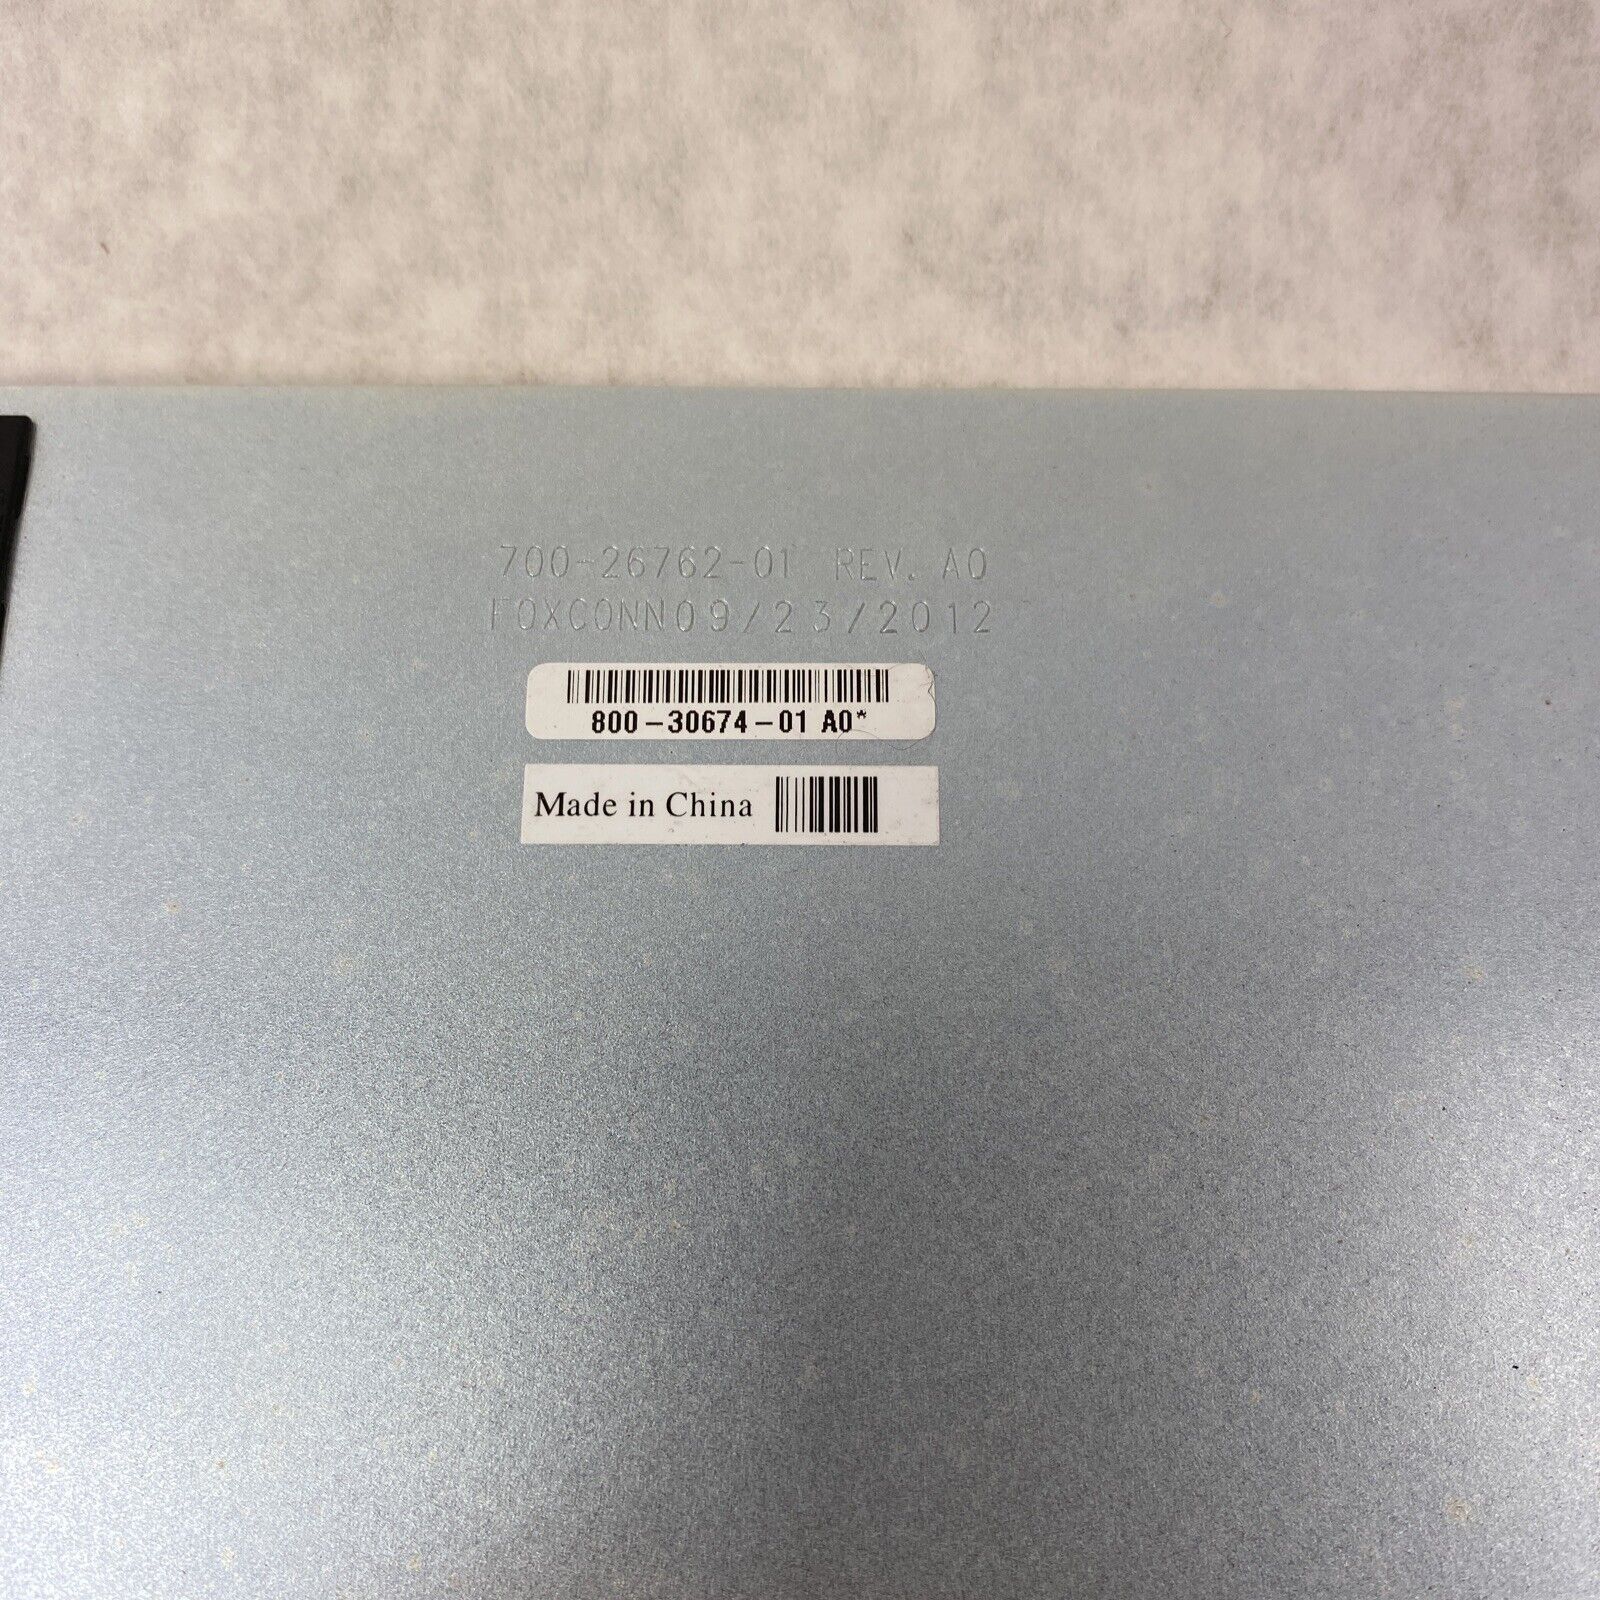 700-26762-01 REV. A0
FOXCONN09/23/2012
800-30674-01 A0*
Made in China